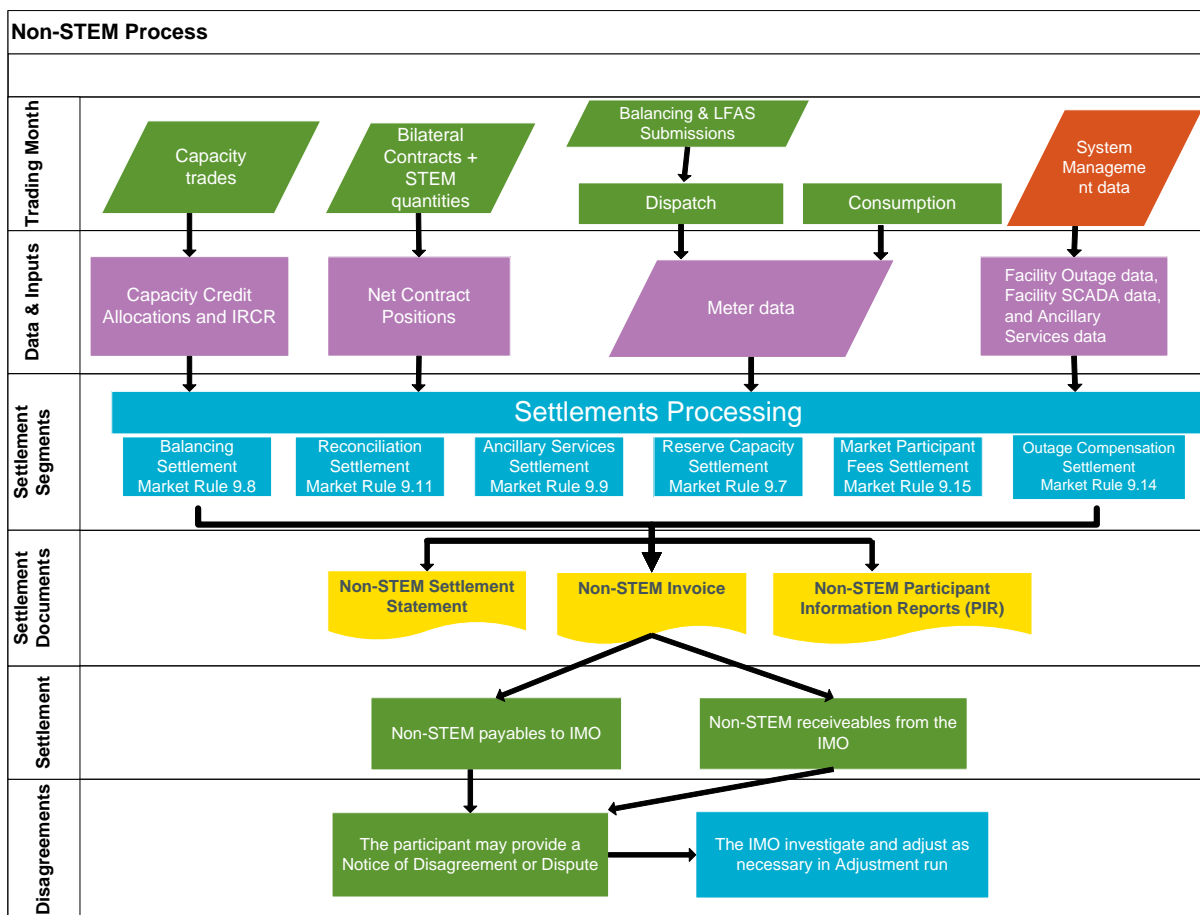 Non-STEM Process
Trading Month
Capacity
trades
Bilateral
Contracts +
STEM
quantities
Balancing & LFAS
Submissions
Dispatch
Consumption
System
Manageme
nt data
Data & Inputs
Capacity Credit
Allocations and IRCR
Net Contract
Positions
Meter data
Facility Outage data,
Facility SCADA data,
and Ancillary
Services data
Settlement
Segments
Settlements Processing
Balancing
Settlement
Market Rule 9.8
Reconciliation
Settlement
Market Rule 9.11
Ancillary Services
Settlement
Market Rule 9.9
Reserve Capacity
Settlement
Market Rule 9.7
Market Participant
Fees Settlement
Market Rule 9.15
Outage Compensation
Settlement
Market Rule 9.14
Settlement
Documents
Non-STEM Settlement
Statement
Non-STEM Invoice
Non-STEM Participant
Information Reports (PIR)
Settlement
Non-STEM payables to IMO
Non-STEM receiveables from the
IMO
Disagreements
The participant may provide a
Notice of Disagreement or Dispute
The IMO investigate and adjust as
necessary in Adjustment run